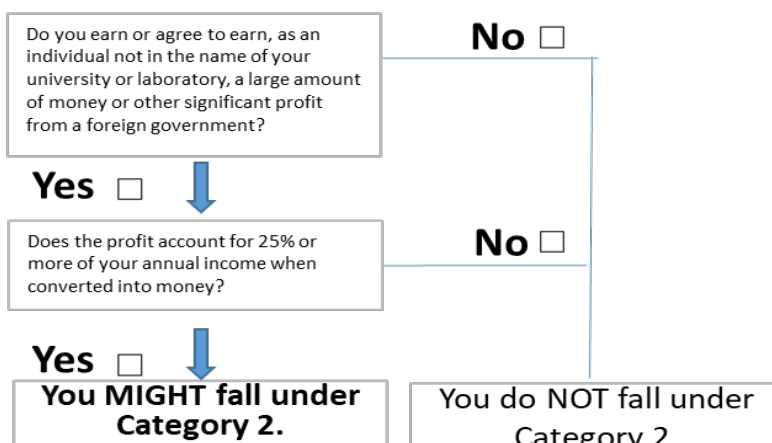 Do you earn or agree to earn, as an
individual not in the name of your
university or laboratory, a large amount
of money or other significant profit
from a foreign government?
No □
Yes □
Does the profit account for 25% or
more of your annual income when
converted into money?
No □
Yes □
You MIGHT fall under
Category 2.
You do NOT fall under
Category 2